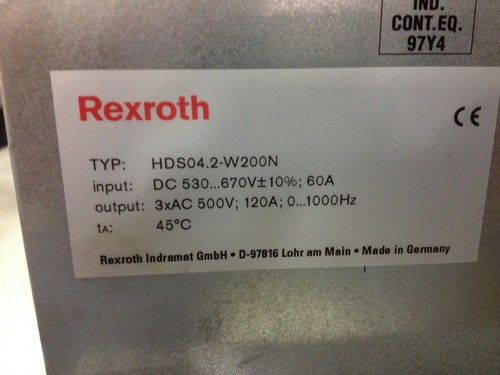 IND.
CONT.EQ.
97Y4
Rexroth
CE
TYP: HDS04.2-W200N
input: DC 530...670V±10%; 60A
output: 3xAC 500V; 120A; 0...1000Hz
tA: 45°C
Rexroth Indramat GmbH • D-97816 Lohr am Main • Made in Germany